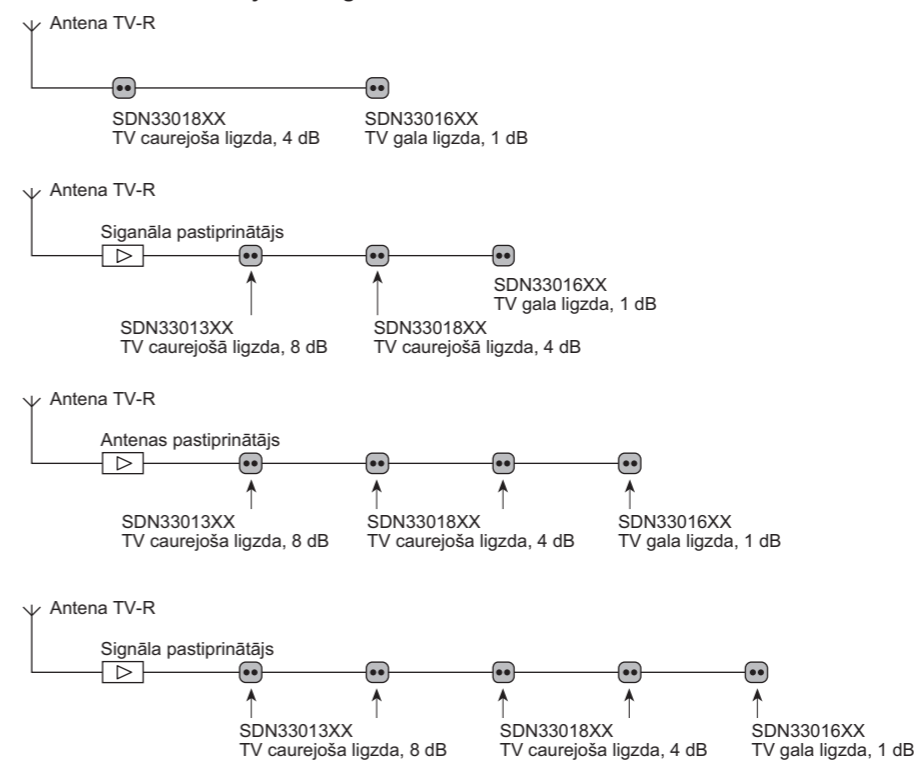 Antena TV-R
SDN33018XX
TV caurejoša ligzda, 4 dB
SDN33016XX
TV gala ligzda, 1 dB
Antena TV-R
Siganāla pastiprinātājs
SDN33016XX
TV gala ligzda, 1 dB
SDN33013XX
TV caurejošā ligzda, 8 dB
SDN33018XX
TV caurejošā ligzda, 4 dB
Antena TV-R
Antenas pastiprinātājs
SDN33013XX
TV caurejoša ligzda, 8 dB
SDN33018XX
TV caurejoša ligzda, 4 dB
SDN33016XX
TV gala ligzda, 1 dB
Antena TV-R
Signāla pastiprinātājs
SDN33013XX
TV caurejoša ligzda, 8 dB
SDN33018XX
TV caurejoša ligzda, 4 dB
SDN33016XX
TV gala ligzda, 1 dB